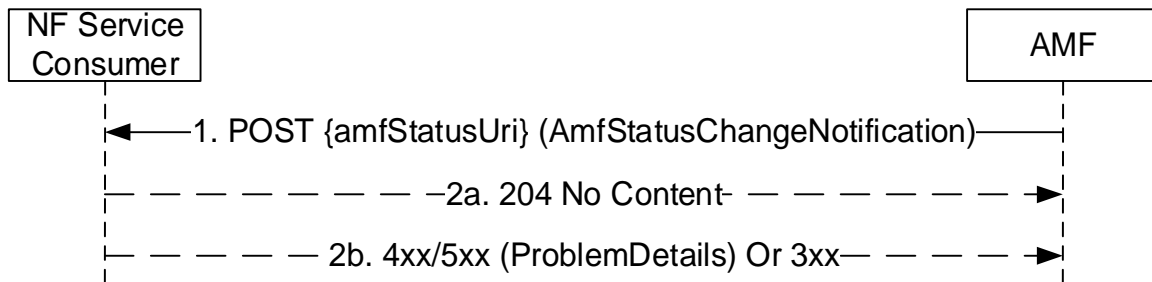 NF Service
Consumer
AMF
1. POST {amfStatusUri} (AmfStatusChangeNotification)
2a. 204 No Content
2b. 4xx/5xx (ProblemDetails) Or 3xx